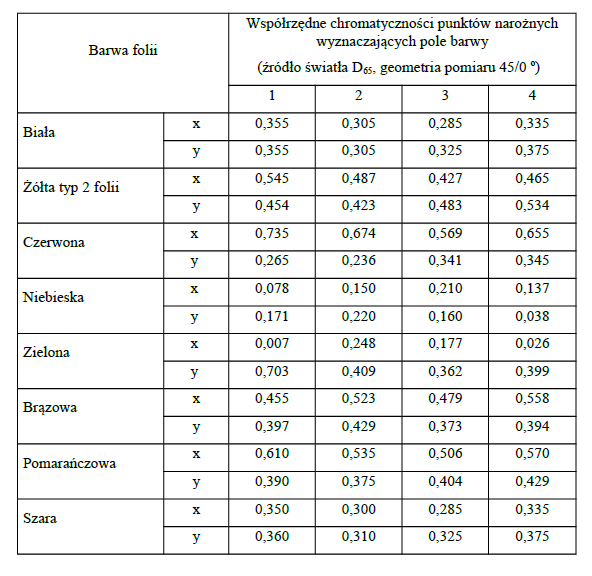 Barwa folii
Współrzędne chromatyczności punktów narożnych
wyznaczających pole barwy
(źródło światła D65, geometria pomiaru 45/0 º)
1 2 3 4
Biała x 0,355 0,305 0,285 0,335
y 0,355 0,305 0,325 0,375
Żółta typ 2 folii x 0,545 0,487 0,427 0,465
y 0,454 0,423 0,483 0,534
Czerwona x 0,735 0,674 0,569 0,655
y 0,265 0,236 0,341 0,345
Niebieska x 0,078 0,150 0,210 0,137
y 0,171 0,220 0,160 0,038
Zielona x 0,007 0,248 0,177 0,026
y 0,703 0,409 0,362 0,399
Brązowa x 0,455 0,523 0,479 0,558
y 0,397 0,429 0,373 0,394
Pomarańczowa x 0,610 0,535 0,506 0,570
y 0,390 0,375 0,404 0,429
Szara x 0,350 0,300 0,285 0,335
y 0,360 0,310 0,325 0,375